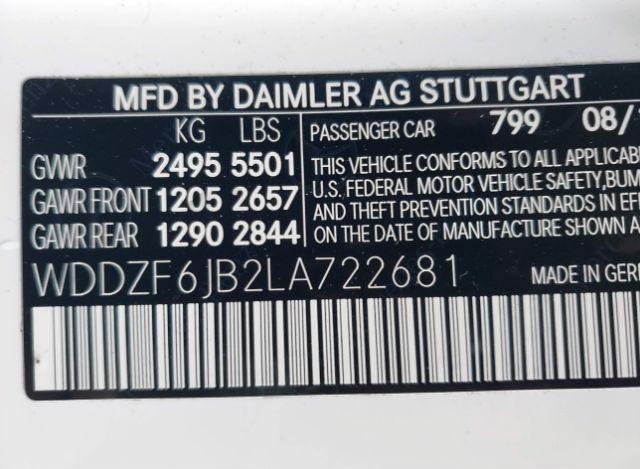 MFD BY DAIMLER AG STUTTGART
KG LBS
GVWR 2495 5501
GAWR FRONT 1205 2657
GAWR REAR 1290 2844
PASSENGER CAR 799 08/
THIS VEHICLE CONFORMS TO ALL APPLICABLE
U.S. FEDERAL MOTOR VEHICLE SAFETY, BUM
AND THEFT PREVENTION STANDARDS IN EFF
ON THE DATE OF MANUFACTURE SHOWN A
WDDZF6JB2LA722681
MADE IN GER